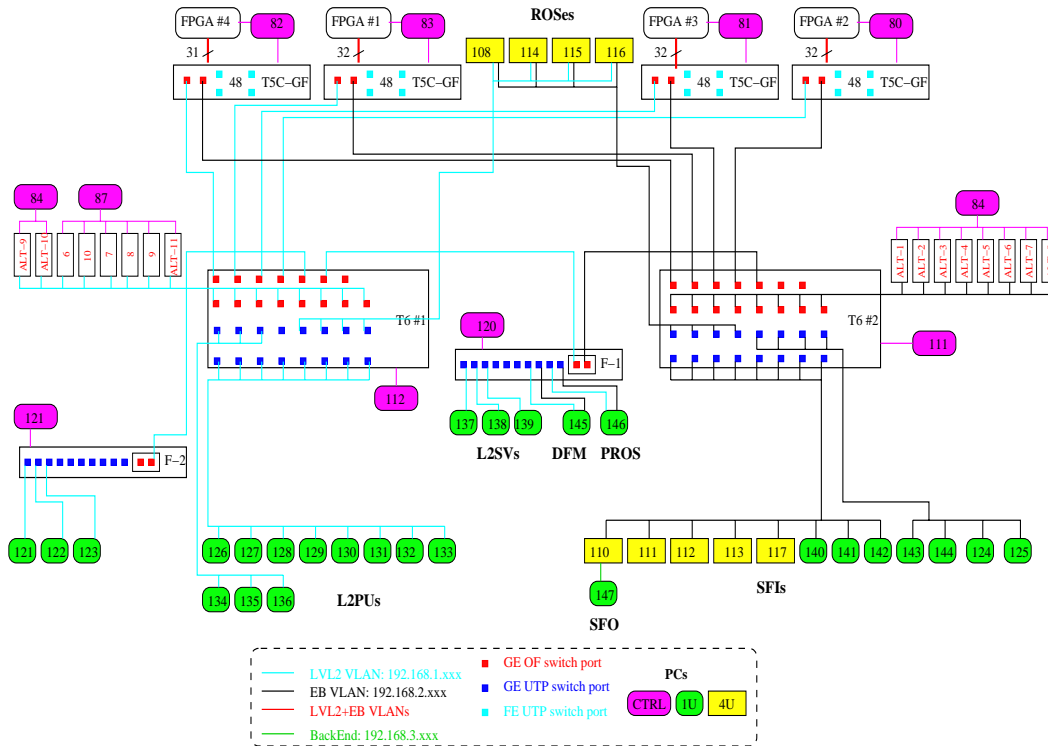 FPGA #4
82
FPGA #1
83
ROSes
FPGA #3
81
FPGA #2
80
31
32
108
114
115
116
32
32
48
T5C-GF
48
T5C-GF
48
T5C-GF
48
T5C-GF
84
87
84
ALT-9
ALT-10
6
10
7
8
9
ALT-11
ALT-1
ALT-2
ALT-3
ALT-4
ALT-5
ALT-6
ALT-7
T6 #1
T6 #2
120
111
F-1
112
121
137
138
139
145
146
L2SVs
DFM
PROS
F-2
121
122
123
126
127
128
129
130
131
132
133
110
111
112
113
117
140
141
142
143
144
124
125
134
135
136
L2PUs
147
SFIs
SFO
LVL2 VLAN: 192.168.1.xxx
EB VLAN: 192.168.2.xxx
LVL2+EB VLANs
BackEnd: 192.168.3.xxx
GE OF switch port
GE UTP switch port
FE UTP switch port
PCs
CTRL
1U
4U